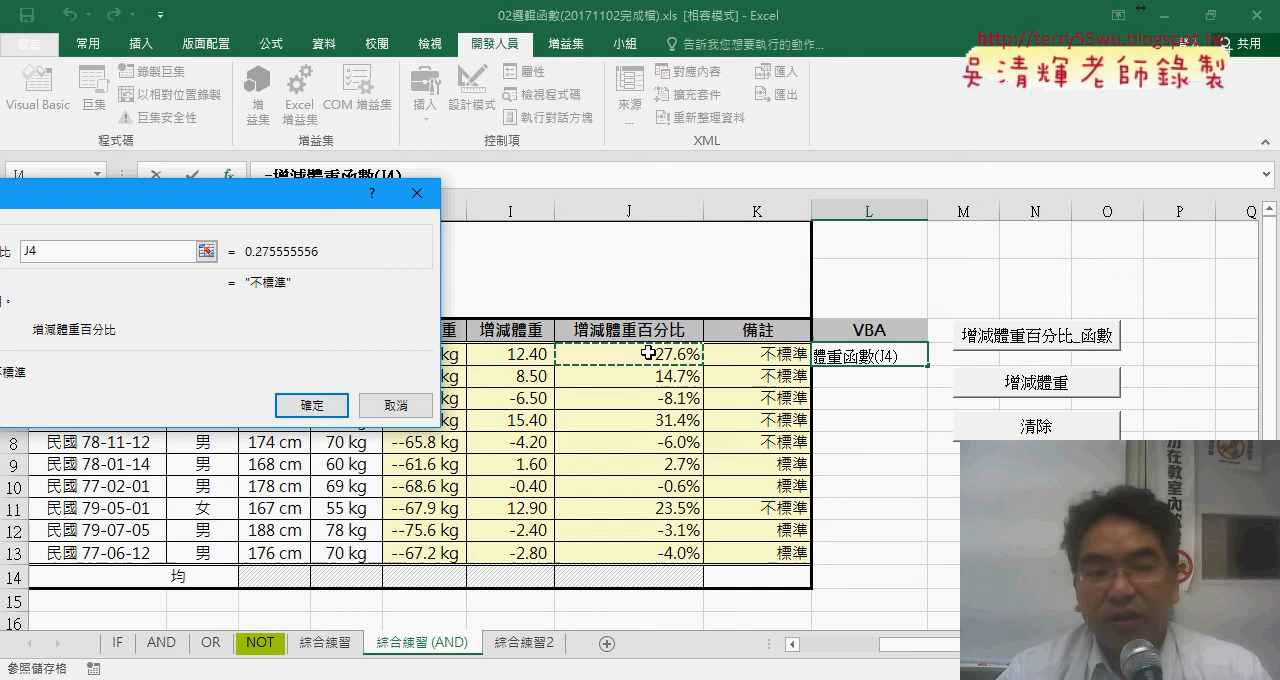 02邏輯函數(20171102完成檔).xls [相容模式] - Excel
http://terry55wu.blogspot.tw
吳清輝老師錄製
常用 插入 版面配置 公式 資料 校閱 檢視 開發人員 增益集 小組 告訴我您想要執行的動作... 共用
Visual Basic 巨集 錄製巨集 以相對位置錄製 巨集安全性
增益集 Excel 增益集 COM 增益集
插入 設計模式 屬性 檢視程式碼 執行對話方塊
來源... 對應內容 擴充套件 重新整理資料 匯入 匯出
程式碼 增益集 控制項 XML
J4 fx =增減體重函數(J4)
? ×
比 J4 = 0.275555556
= "不標準"
增減體重百分比
不標準
確定 取消
I J K L M N O P Q
重 增減體重 增減體重百分比 備註 VBA
kg 12.40 27.6% 不標準 體重函數(J4)
kg 8.50 14.7% 不標準
kg -6.50 -8.1% 不標準
kg 15.40 31.4% 不標準
8 民國 78-11-12 男 174 cm 70 kg --65.8 kg -4.20 -6.0% 不標準
9 民國 78-01-14 男 168 cm 60 kg --61.6 kg 1.60 2.7% 標準
10 民國 77-02-01 男 178 cm 69 kg --68.6 kg -0.40 -0.6% 標準
11 民國 79-05-01 女 167 cm 55 kg --67.9 kg 12.90 23.5% 不標準
12 民國 79-07-05 男 188 cm 78 kg --75.6 kg -2.40 -3.1% 標準
13 民國 77-06-12 男 176 cm 70 kg --67.2 kg -2.80 -4.0% 標準
14 均
15
16
增減體重百分比_函數
增減體重
清除
IF AND OR NOT 綜合練習 綜合練習 (AND) 綜合練習2
參照儲存格